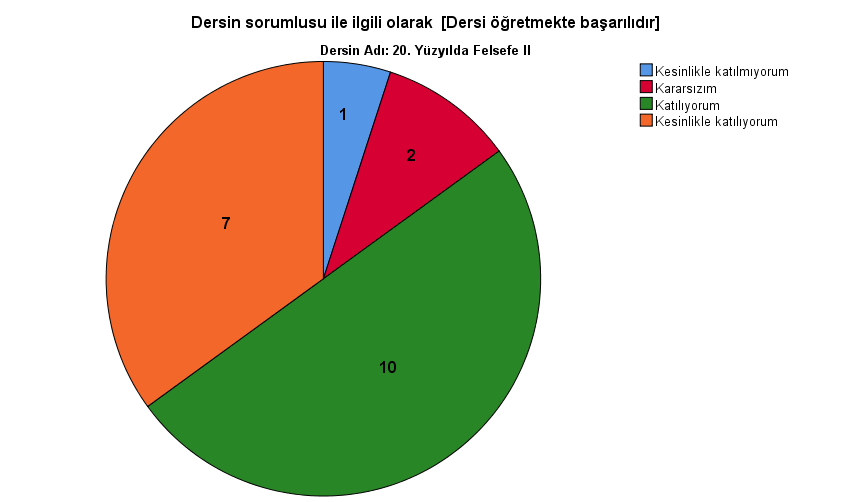 Dersin sorumlusu ile ilgili olarak [Dersi öğretmekte başarılıdır]
Dersin Adı: 20. Yüzyılda Felsefe II
Kesinlikle katılmıyorum
Kararsızım
Katılıyorum
Kesinlikle katılıyorum
1
2
7
10